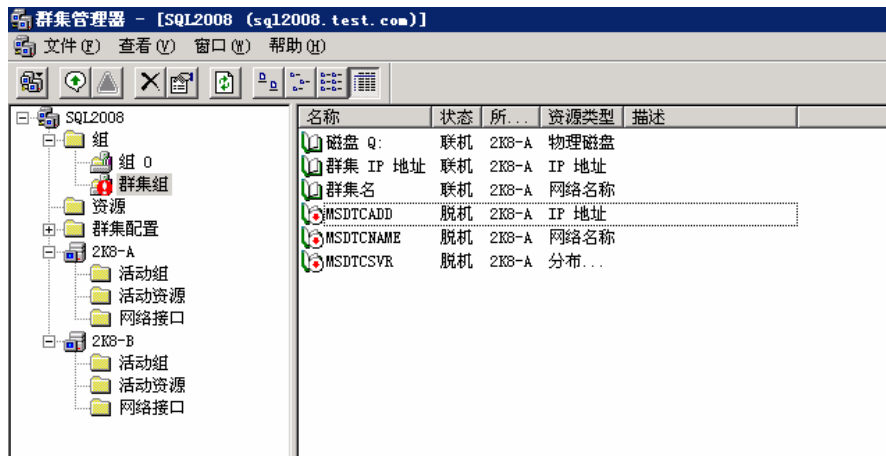 群集管理器 - [SQL2008 (sql2008.test.com)]
文件(F) 查看(V) 窗口(W) 帮助(H)
SQL2008
组
组 0
群集组
资源
群集配置
2K8-A
活动组
活动资源
网络接口
2K8-B
活动组
活动资源
网络接口
名称 状态 所... 资源类型 描述
磁盘 Q: 联机 2K8-A 物理磁盘
群集 IP 地址 联机 2K8-A IP 地址
群集名 联机 2K8-A 网络名称
MSDTCADD 脱机 2K8-A IP 地址
MSDTCNAME 脱机 2K8-A 网络名称
MSDTCSVR 脱机 2K8-A 分布...